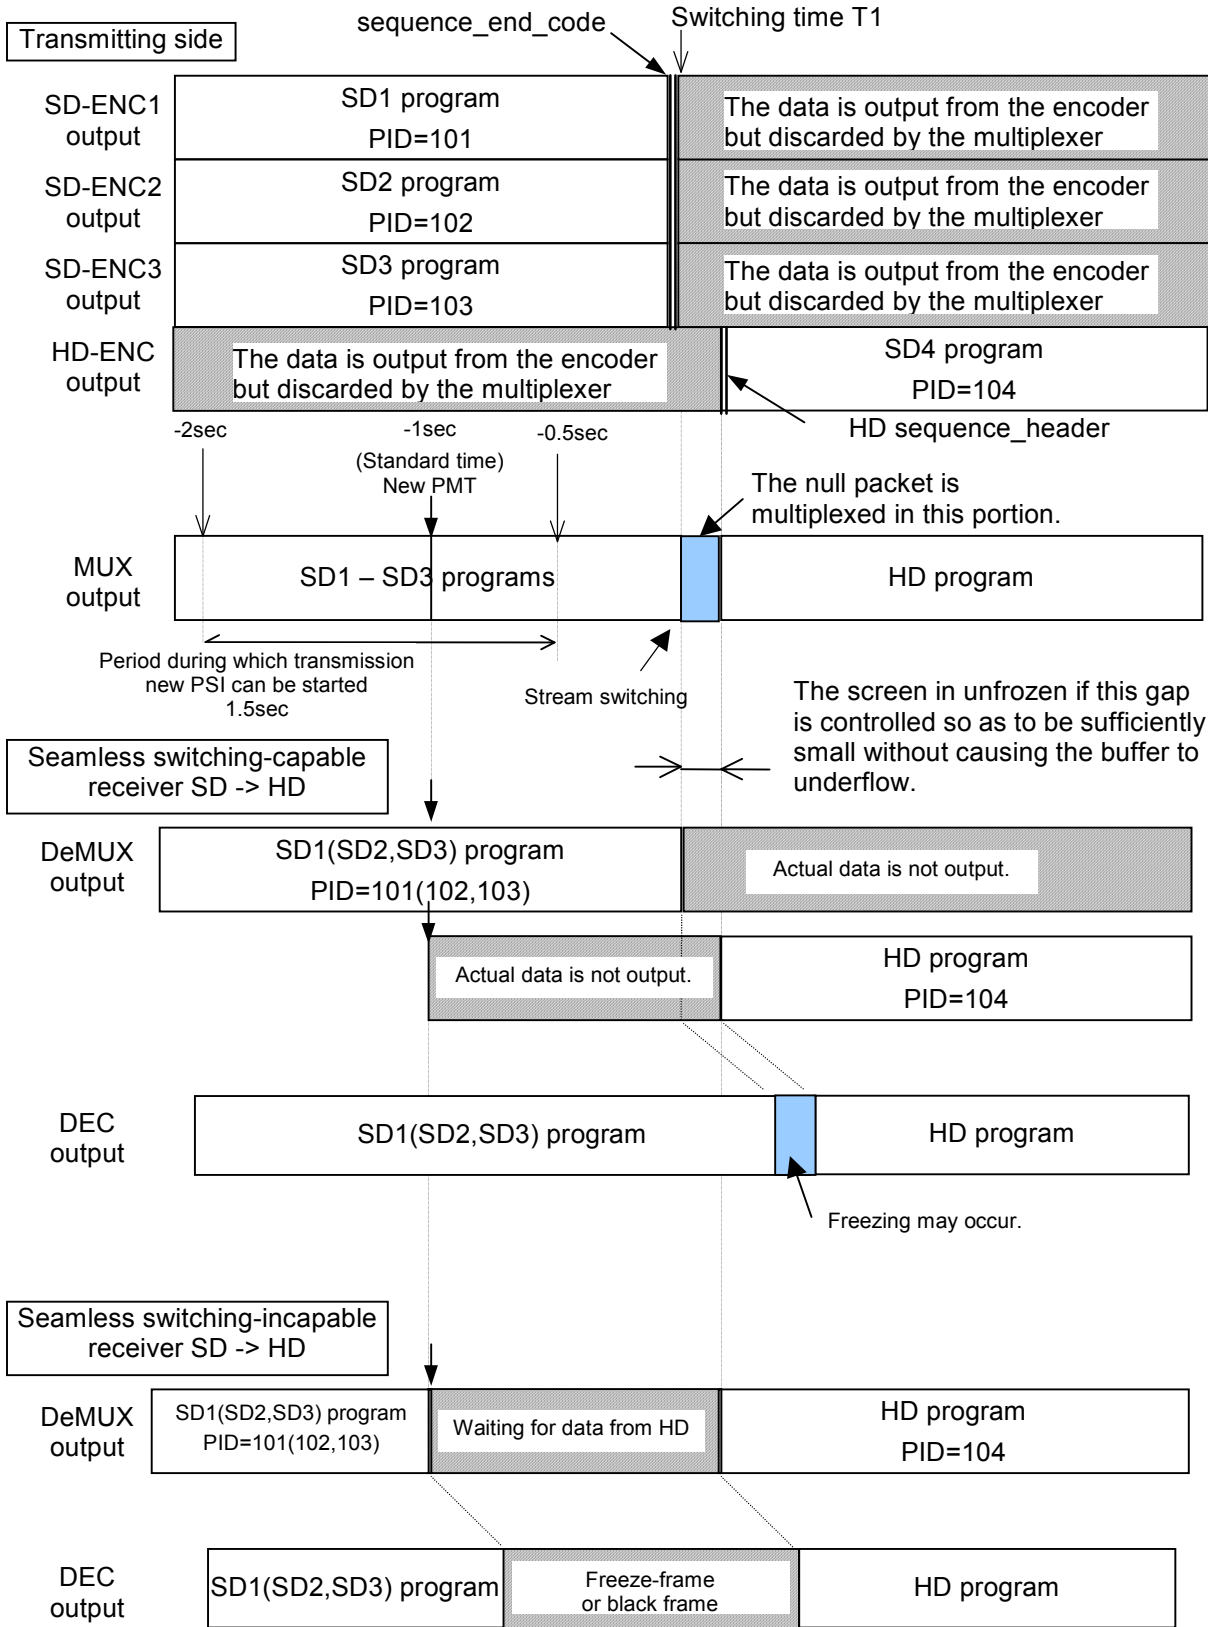 sequence_end_code
Switching time T1
Transmitting side
SD-ENC1
output
SD1 program
PID=101
The data is output from the encoder
but discarded by the multiplexer
SD-ENC2
output
SD2 program
PID=102
The data is output from the encoder
but discarded by the multiplexer
SD-ENC3
output
SD3 program
PID=103
The data is output from the encoder
but discarded by the multiplexer
HD-ENC
output
The data is output from the encoder
but discarded by the multiplexer
SD4 program
PID=104
HD sequence_header
-2sec
-1sec
-0.5sec
(Standard time)
New PMT
The null packet is
multiplexed in this portion.
MUX
output
SD1 – SD3 programs
HD program
Period during which transmission
new PSI can be started
1.5sec
Stream switching
The screen in unfrozen if this gap
is controlled so as to be sufficiently
small without causing the buffer to
underflow.
Seamless switching-capable
receiver SD -> HD
DeMUX
output
SD1(SD2,SD3) program
PID=101(102,103)
Actual data is not output.
Actual data is not output.
HD program
PID=104
DEC
output
SD1(SD2,SD3) program
HD program
Freezing may occur.
Seamless switching-incapable
receiver SD -> HD
DeMUX
output
SD1(SD2,SD3) program
PID=101(102,103)
Waiting for data from HD
HD program
PID=104
DEC
output
SD1(SD2,SD3) program
Freeze-frame
or black frame
HD program